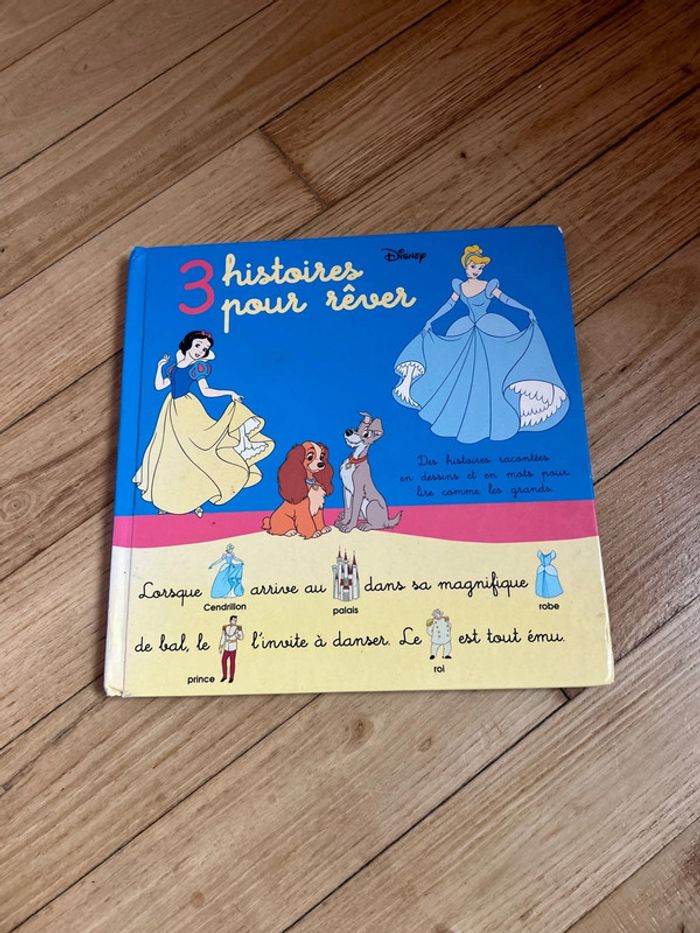 3 histoires
pour rêver
Disney
Des histoires racontées
en dessins et en mots pour
lire comme les grands.
Lorsque arrive au dans sa magnifique
Cendrillon palais robe
de bal, le l'invite à danser. Le est tout ému.
prince roi